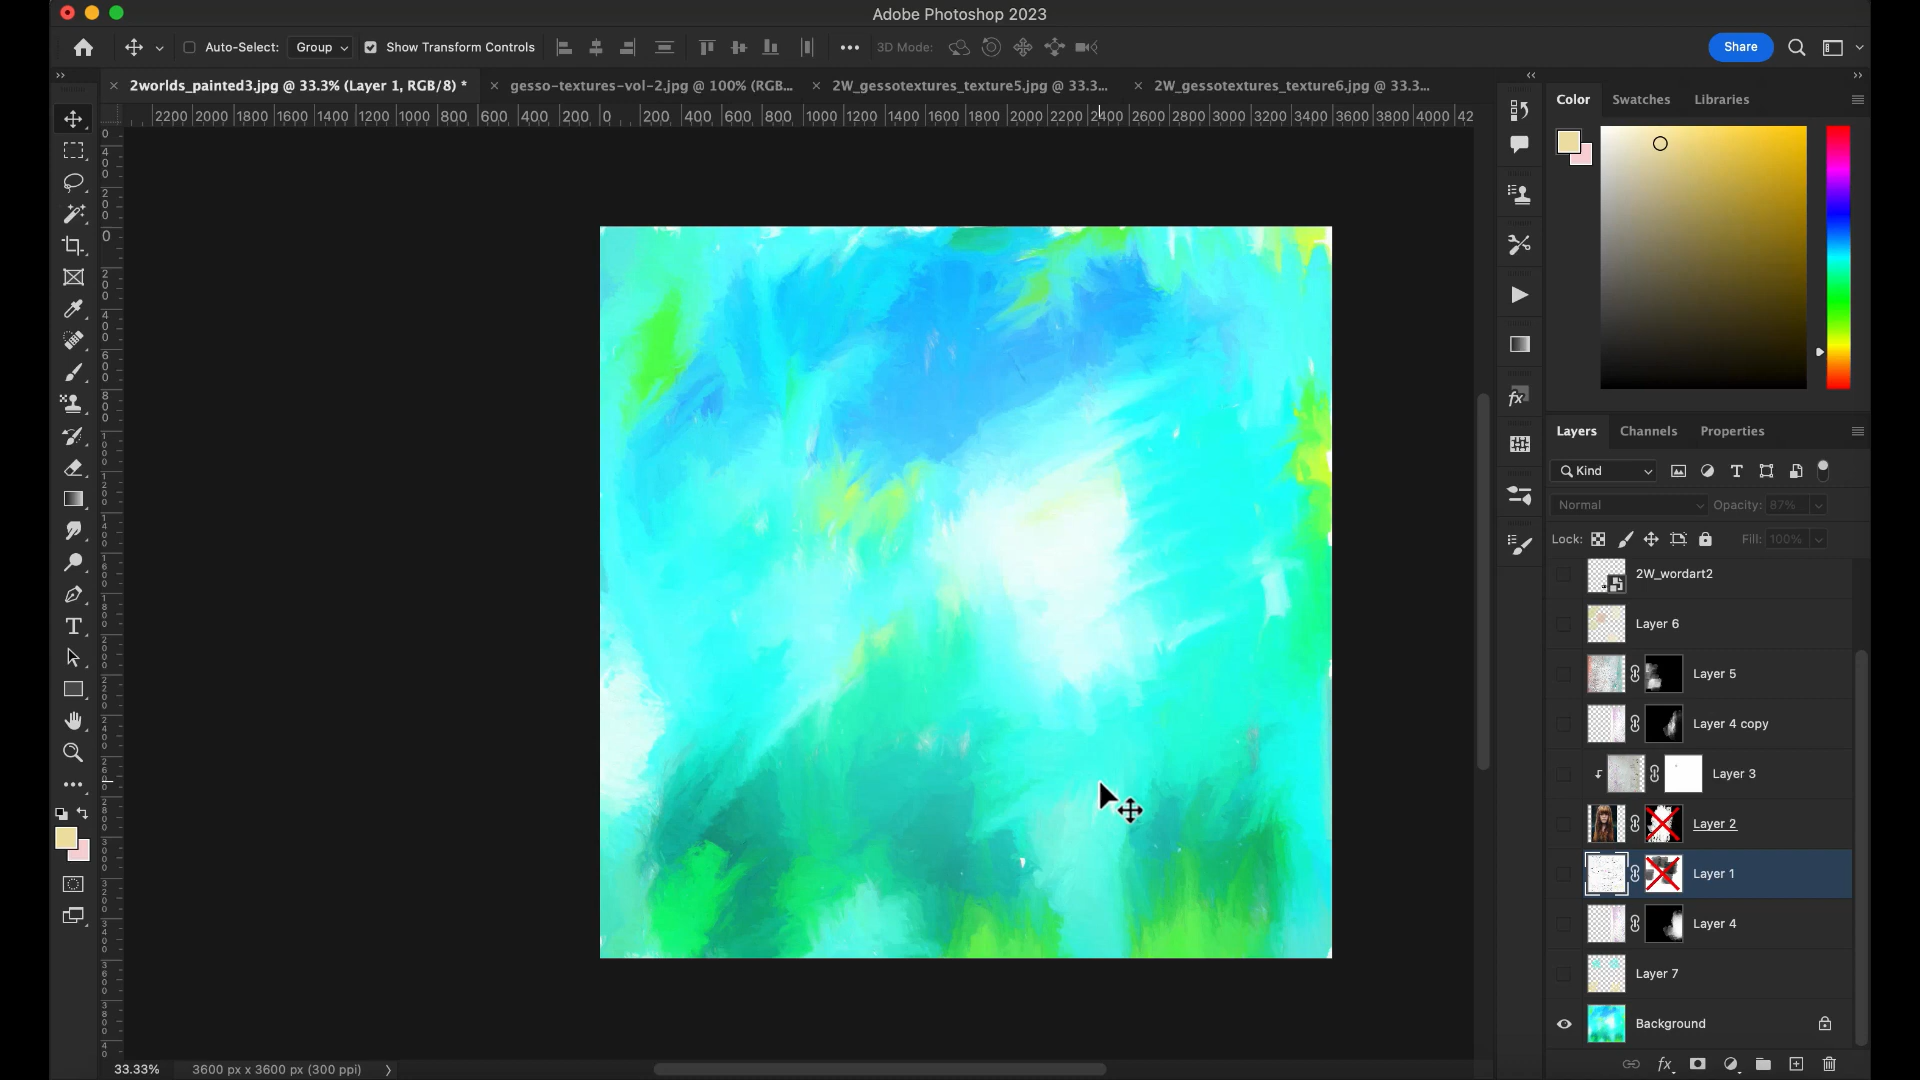 Adobe Photoshop 2023
Auto-Select: Group Show Transform Controls 3D Mode: Share
2worlds_painted3.jpg @ 33.3% (Layer 1, RGB/8) * gesso-textures-vol-2.jpg @ 100% (RGB... 2W_gessotextures_texture5.jpg @ 33.3... 2W_gessotextures_texture6.jpg @ 33.3...
2200 2000 1800 1600 1400 1200 1000 800 600 400 200 0 200 400 600 800 1000 1200 1400 1600 1800 2000 2200 2400 2600 2800 3000 3200 3400 3600 3800 4000 42
Color Swatches Libraries
Layers Channels Properties
Kind
Normal Opacity: 87%
Lock: Fill: 100%
2W_wordart2
Layer 6
Layer 5
Layer 4 copy
Layer 3
Layer 2
Layer 1
Layer 4
Layer 7
Background
33.33% 3600 px x 3600 px (300 ppi)